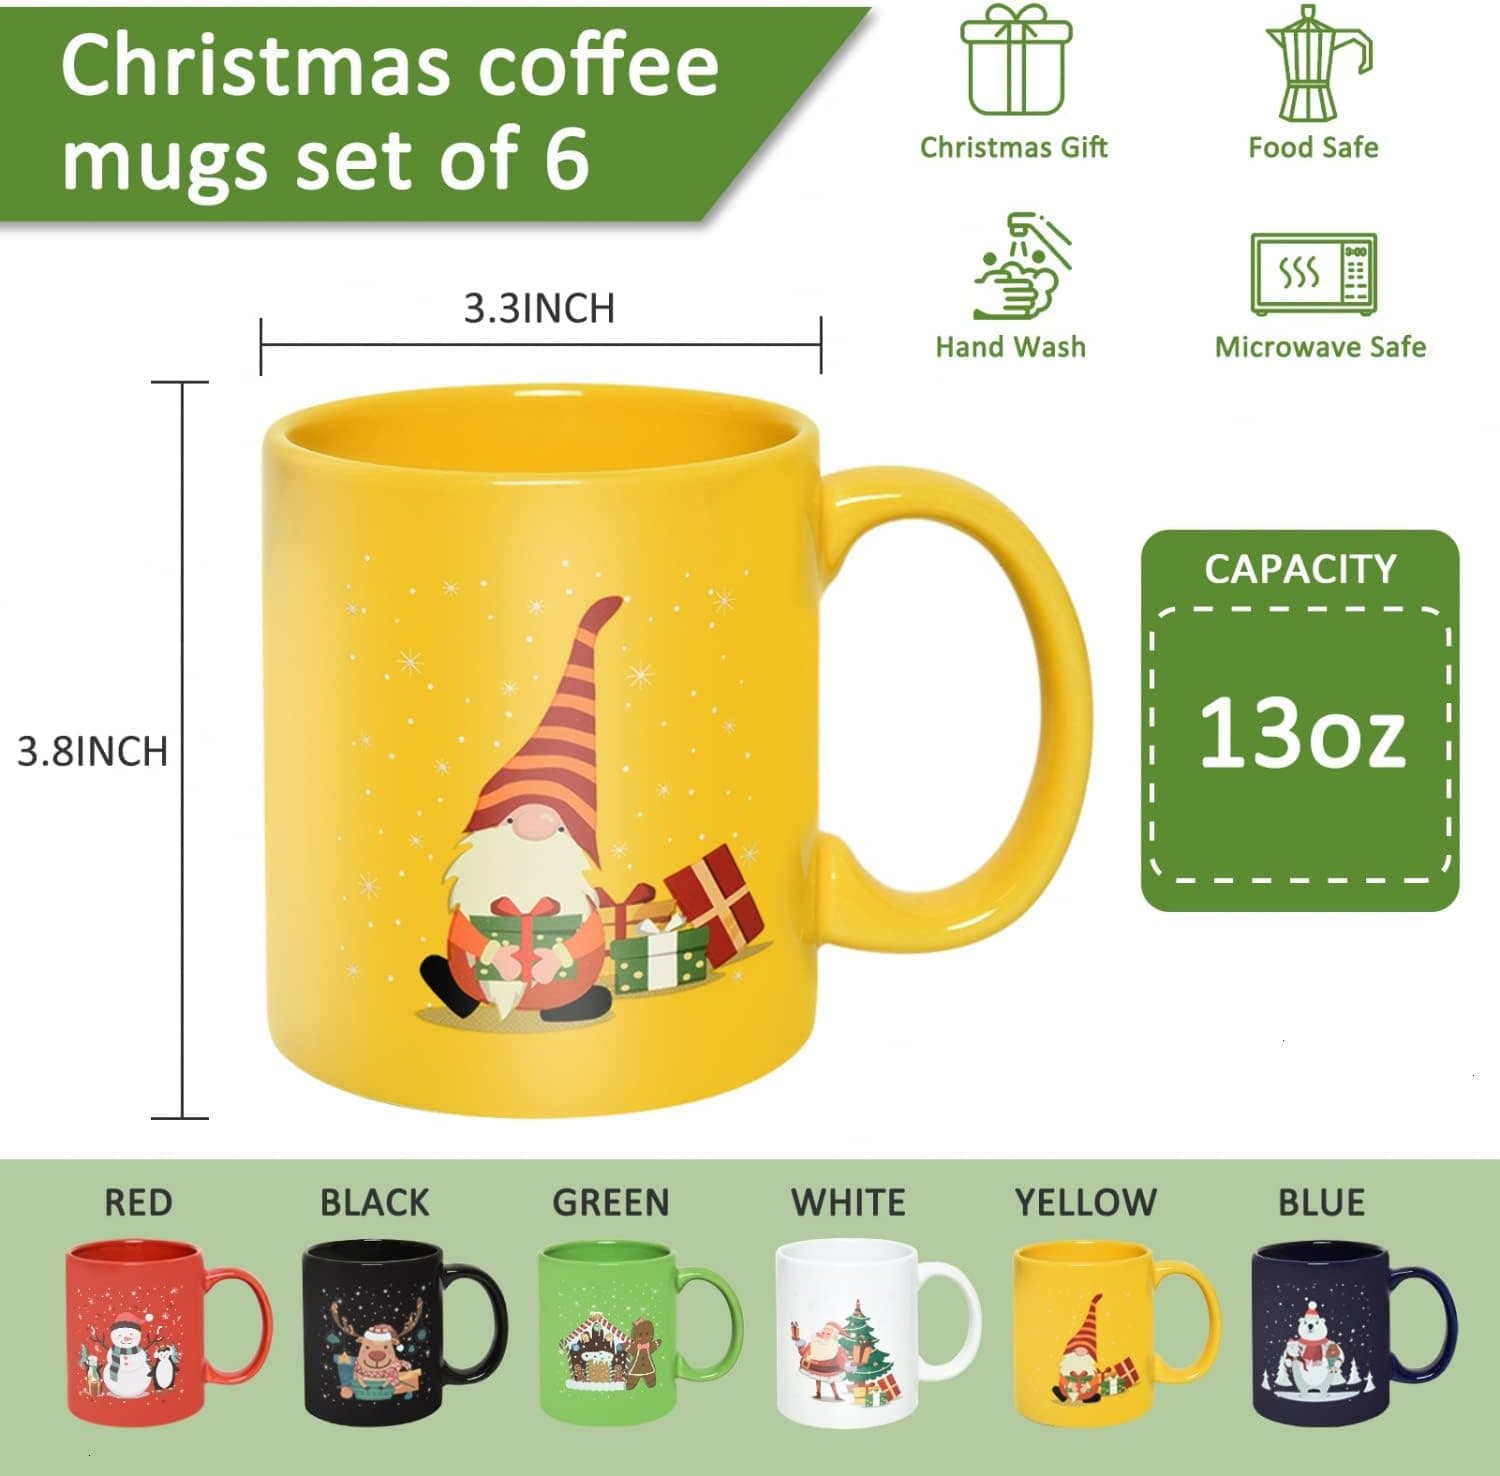 Christmas coffee
mugs set of 6
Christmas Gift
Food Safe
Hand Wash
Microwave Safe
3.3INCH
3.8INCH
CAPACITY
13oz
RED
BLACK
GREEN
WHITE
YELLOW
BLUE